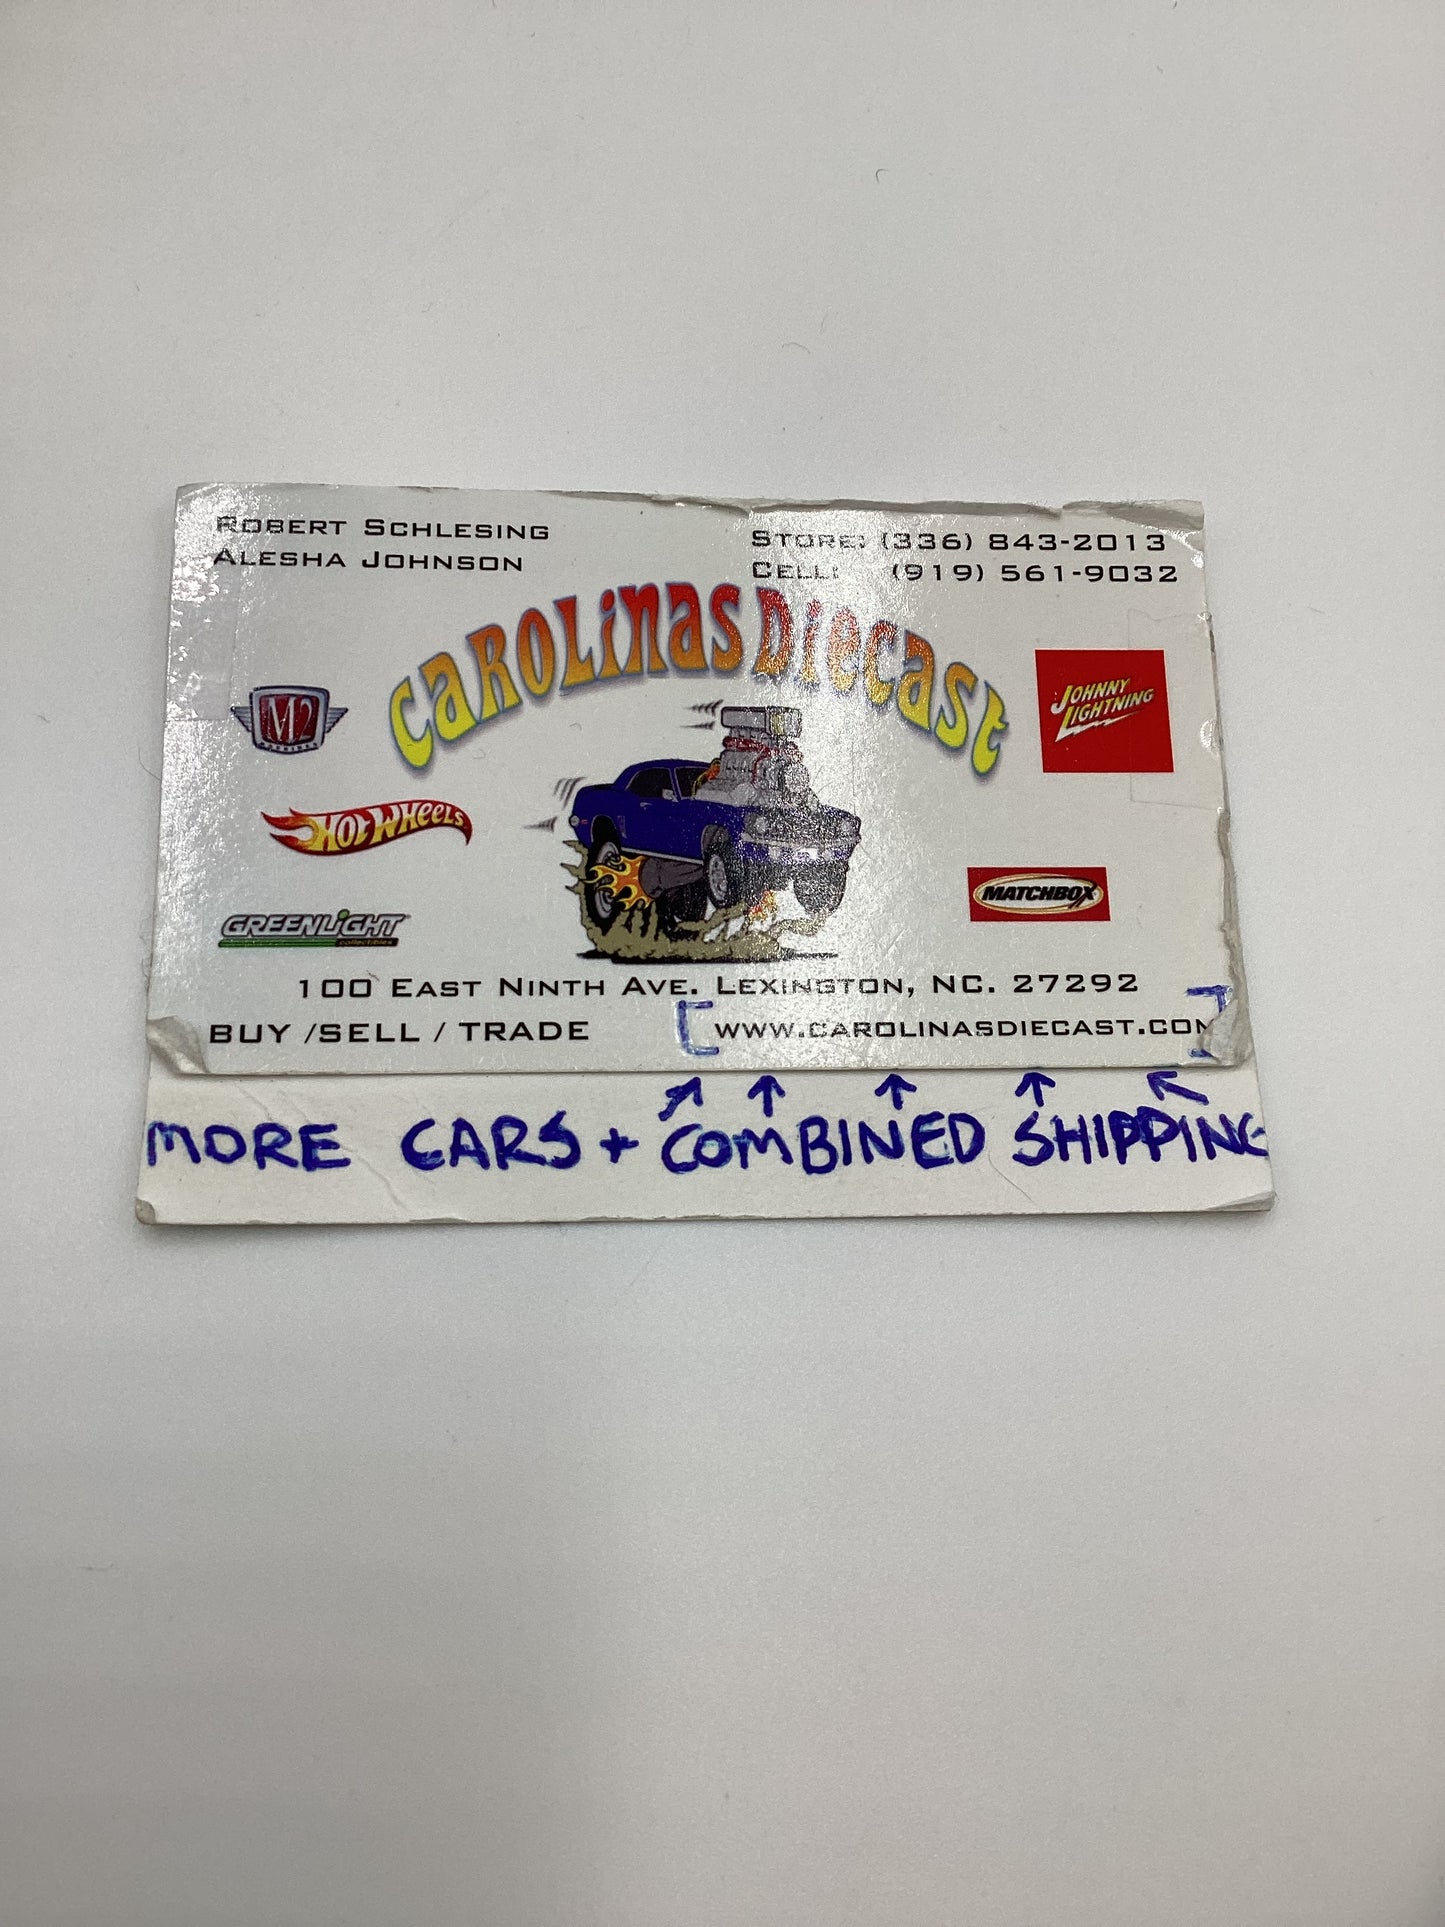 ROBERT SCHLESING
ALESHA JOHNSON
STORE: (336) 843-2013
CELL: (919) 561-9032
CAROLINAS DIECAST
M2
MACHINES
JOHNNY
LIGHTNING
HOT WHEELS
MATCHBOX
GREENLIGHT
collectibles
100 EAST NINTH AVE. LEXINGTON, NC. 27292
BUY /SELL / TRADE [WWW.CAROLINASDIECAST.COM]
MORE CARS + COMBINED SHIPPING